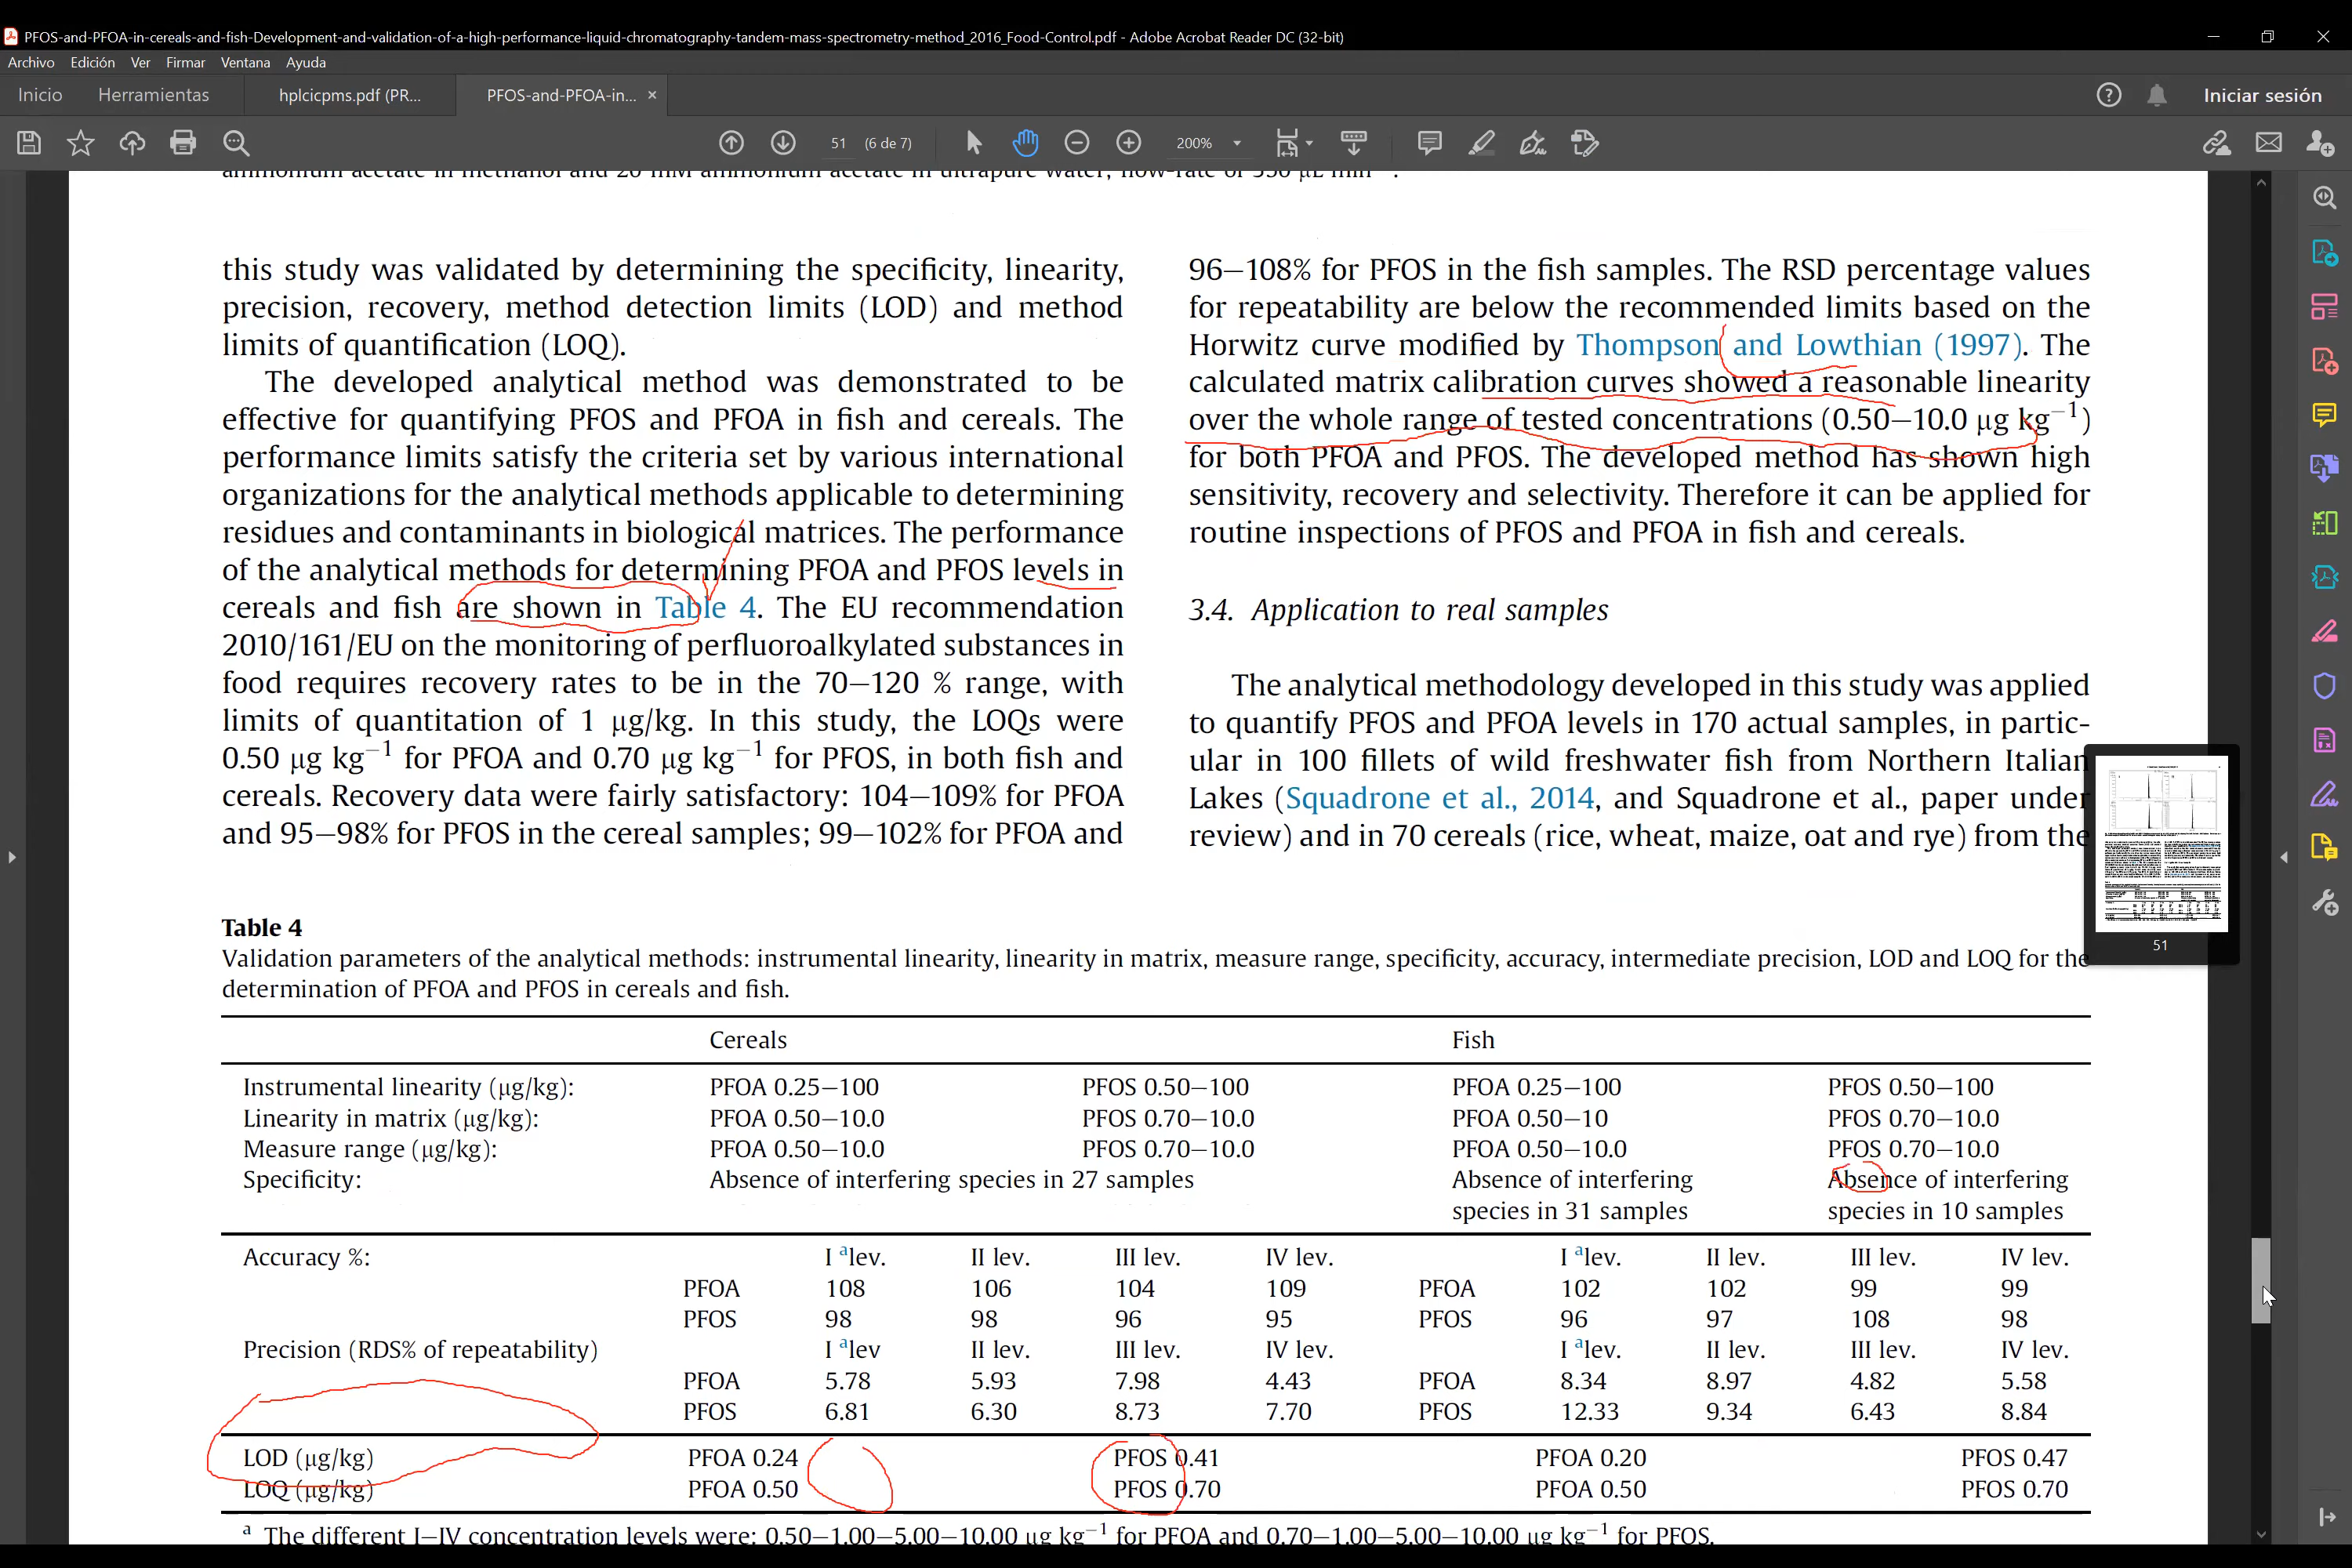 PFOS-and-PFOA-in-cereals-and-fish-Development-and-validation-of-a-high-performance-liquid-chromatography-tandem-mass-spectrometry-method_2016_Food-Control.pdf - Adobe Acrobat Reader DC (32-bit)
Archivo Edición Ver Firmar Ventana Ayuda
Inicio Herramientas hplcicpms.pdf (PR... PFOS-and-PFOA-in... × Iniciar sesión
51 (6 de 7) 200%
ammonium acetate in methanol and 20 mM ammonium acetate in ultrapure water, flow-rate of 350 μL min⁻¹.
this study was validated by determining the specificity, linearity,
precision, recovery, method detection limits (LOD) and method
limits of quantification (LOQ).
The developed analytical method was demonstrated to be
effective for quantifying PFOS and PFOA in fish and cereals. The
performance limits satisfy the criteria set by various international
organizations for the analytical methods applicable to determining
residues and contaminants in biological matrices. The performance
of the analytical methods for determining PFOA and PFOS levels in
cereals and fish are shown in Table 4. The EU recommendation
2010/161/EU on the monitoring of perfluoroalkylated substances in
food requires recovery rates to be in the 70–120 % range, with
limits of quantitation of 1 μg/kg. In this study, the LOQs were
0.50 μg kg⁻¹ for PFOA and 0.70 μg kg⁻¹ for PFOS, in both fish and
cereals. Recovery data were fairly satisfactory: 104–109% for PFOA
and 95–98% for PFOS in the cereal samples; 99–102% for PFOA and
96–108% for PFOS in the fish samples. The RSD percentage values
for repeatability are below the recommended limits based on the
Horwitz curve modified by Thompson and Lowthian (1997). The
calculated matrix calibration curves showed a reasonable linearity
over the whole range of tested concentrations (0.50–10.0 μg kg⁻¹)
for both PFOA and PFOS. The developed method has shown high
sensitivity, recovery and selectivity. Therefore it can be applied for
routine inspections of PFOS and PFOA in fish and cereals.
3.4. Application to real samples
The analytical methodology developed in this study was applied
to quantify PFOS and PFOA levels in 170 actual samples, in partic-
ular in 100 fillets of wild freshwater fish from Northern Italian
Lakes (Squadrone et al., 2014, and Squadrone et al., paper under
review) and in 70 cereals (rice, wheat, maize, oat and rye) from the
51
Table 4
Validation parameters of the analytical methods: instrumental linearity, linearity in matrix, measure range, specificity, accuracy, intermediate precision, LOD and LOQ for the
determination of PFOA and PFOS in cereals and fish.
Cereals Fish
Instrumental linearity (μg/kg): PFOA 0.25–100 PFOS 0.50–100 PFOA 0.25–100 PFOS 0.50–100
Linearity in matrix (μg/kg): PFOA 0.50–10.0 PFOS 0.70–10.0 PFOA 0.50–10 PFOS 0.70–10.0
Measure range (μg/kg): PFOA 0.50–10.0 PFOS 0.70–10.0 PFOA 0.50–10.0 PFOS 0.70–10.0
Specificity: Absence of interfering species in 27 samples Absence of interfering Absence of interfering
species in 31 samples species in 10 samples
Accuracy %: I ᵃlev. II lev. III lev. IV lev. I ᵃlev. II lev. III lev. IV lev.
PFOA 108 106 104 109 PFOA 102 102 99 99
PFOS 98 98 96 95 PFOS 96 97 108 98
Precision (RDS% of repeatability) I ᵃlev II lev. III lev. IV lev. I ᵃlev. II lev. III lev. IV lev.
PFOA 5.78 5.93 7.98 4.43 PFOA 8.34 8.97 4.82 5.58
PFOS 6.81 6.30 8.73 7.70 PFOS 12.33 9.34 6.43 8.84
LOD (μg/kg) PFOA 0.24 PFOS 0.41 PFOA 0.20 PFOS 0.47
LOQ (μg/kg) PFOA 0.50 PFOS 0.70 PFOA 0.50 PFOS 0.70
ᵃ The different I–IV concentration levels were: 0.50–1.00–5.00–10.00 μg kg⁻¹ for PFOA and 0.70–1.00–5.00–10.00 μg kg⁻¹ for PFOS.